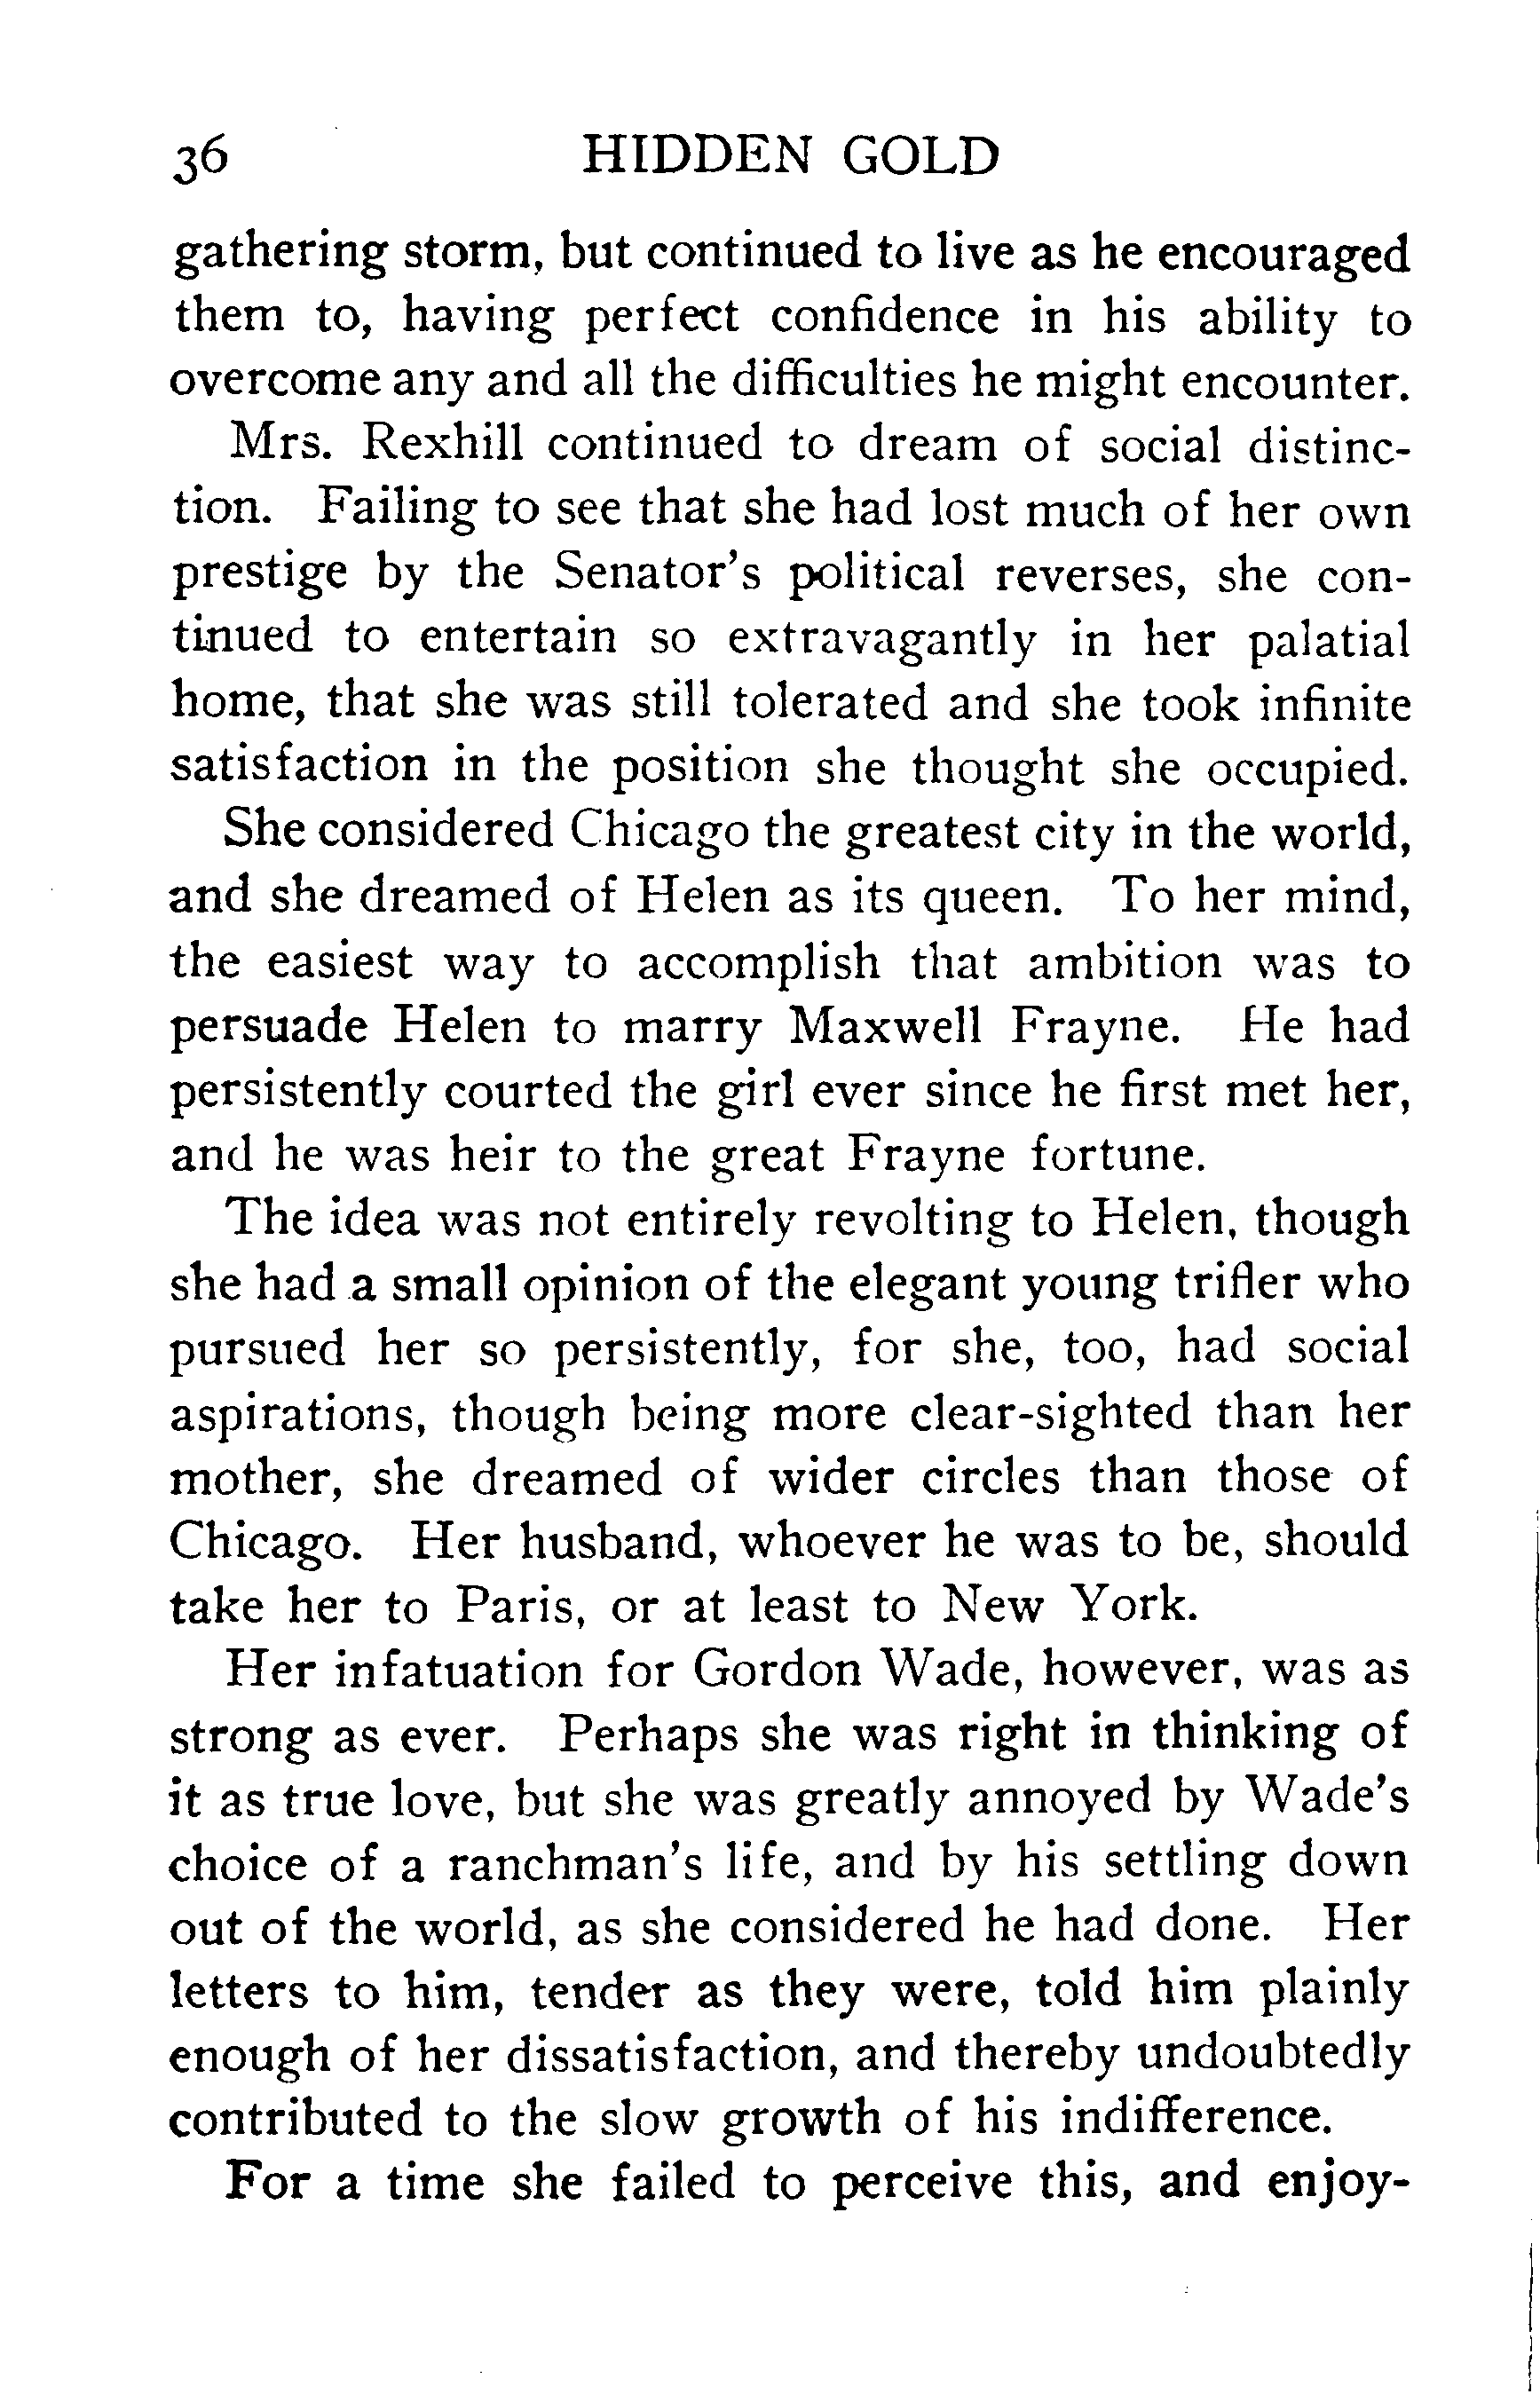 36 HIDDEN GOLD
gathering storm, but continued to live as he encouraged
them to, having perfect confidence in his ability to
overcome any and all the difficulties he might encounter.
Mrs. Rexhill continued to dream of social distinc-
tion. Failing to see that she had lost much of her own
prestige by the Senator's political reverses, she con-
tinued to entertain so extravagantly in her palatial
home, that she was still tolerated and she took infinite
satisfaction in the position she thought she occupied.
She considered Chicago the greatest city in the world,
and she dreamed of Helen as its queen. To her mind,
the easiest way to accomplish that ambition was to
persuade Helen to marry Maxwell Frayne. He had
persistently courted the girl ever since he first met her,
and he was heir to the great Frayne fortune.
The idea was not entirely revolting to Helen, though
she had a small opinion of the elegant young trifler who
pursued her so persistently, for she, too, had social
aspirations, though being more clear-sighted than her
mother, she dreamed of wider circles than those of
Chicago. Her husband, whoever he was to be, should
take her to Paris, or at least to New York.
Her infatuation for Gordon Wade, however, was as
strong as ever. Perhaps she was right in thinking of
it as true love, but she was greatly annoyed by Wade's
choice of a ranchman's life, and by his settling down
out of the world, as she considered he had done. Her
letters to him, tender as they were, told him plainly
enough of her dissatisfaction, and thereby undoubtedly
contributed to the slow growth of his indifference.
For a time she failed to perceive this, and enjoy-